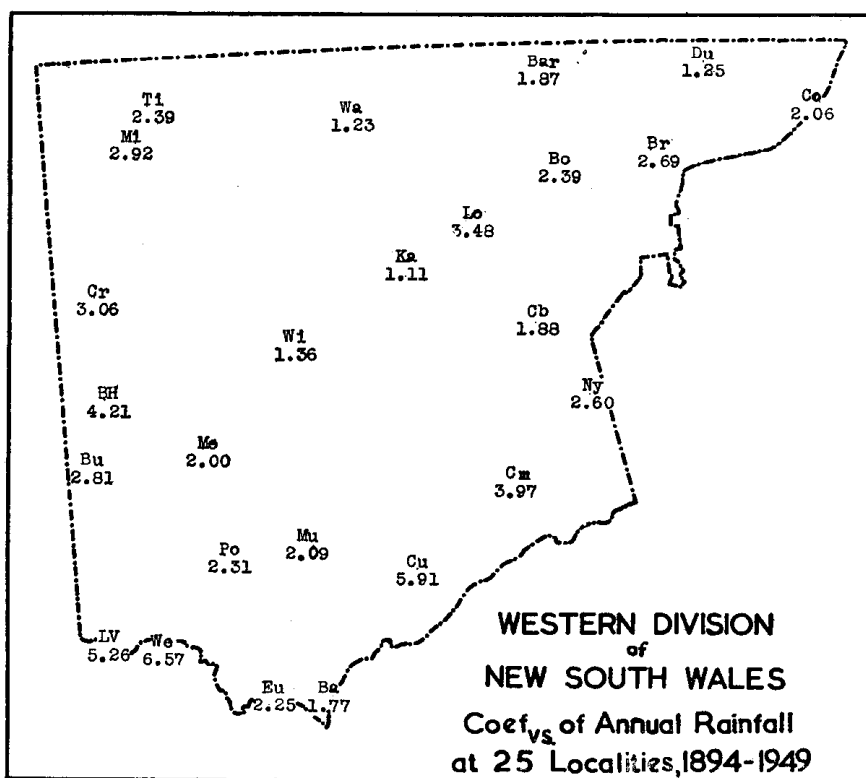 Bar
1.87
Du
1.25
Co
2.06
Ti
2.39
Mi
2.92
Wa
1.23
Bo
2.39
Br
2.69
Lo
3.48
Ka
1.11
Cr
3.06
Cb
1.88
Wi
1.36
BH
4.21
Ny
2.60
Me
2.00
Bu
2.81
Cm
3.97
Po
2.31
Mu
2.09
Cu
5.91
LV
5.26
We
6.57
Eu
2.25
Ba
1.77
WESTERN DIVISION
of
NEW SOUTH WALES
Coefvs. of Annual Rainfall
at 25 Localities,1894-1949